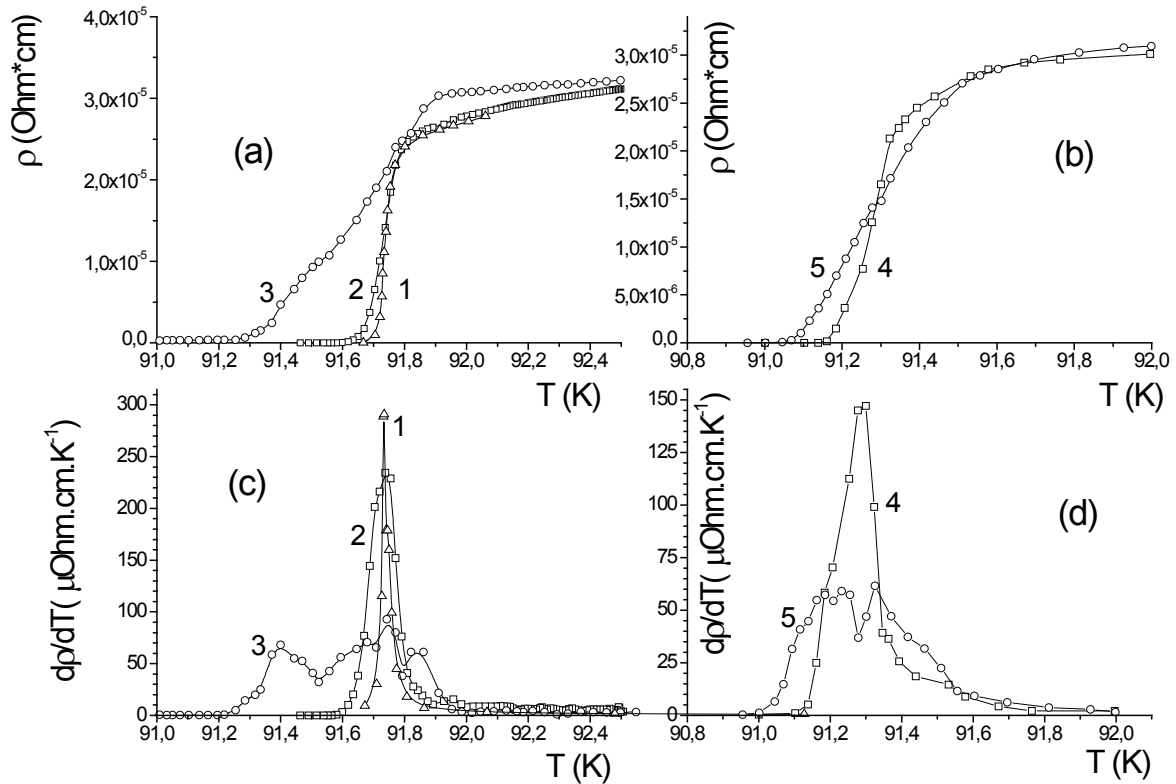 ρ (Ohm*cm)
4,0x10⁻⁵
3,0x10⁻⁵
2,0x10⁻⁵
1,0x10⁻⁵
0,0
(a)
3
2
1
91,0 91,2 91,4 91,6 91,8 92,0 92,2 92,4
T (K)
ρ (Ohm*cm)
3,0x10⁻⁵
2,5x10⁻⁵
2,0x10⁻⁵
1,5x10⁻⁵
1,0x10⁻⁵
5,0x10⁻⁶
0,0
(b)
5
4
90,8 91,0 91,2 91,4 91,6 91,8 92,0
T (K)
dρ/dT( μOhm.cm.K⁻¹)
300
250
200
150
100
50
0
(c)
1
2
3
91,0 91,2 91,4 91,6 91,8 92,0 92,2 92,4
T (K)
dρ/dT( μOhm.cm.K⁻¹)
150
125
100
75
50
25
0
(d)
4
5
90,8 91,0 91,2 91,4 91,6 91,8 92,0
T (K)